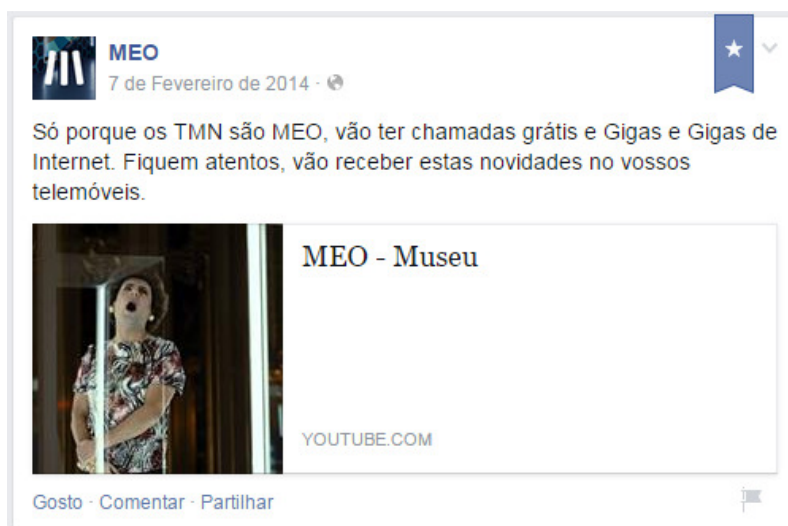 MEO
7 de Fevereiro de 2014 ·
Só porque os TMN são MEO, vão ter chamadas grátis e Gigas e Gigas de
Internet. Fiquem atentos, vão receber estas novidades no vossos
telemóveis.
MEO - Museu
YOUTUBE.COM
Gosto · Comentar · Partilhar